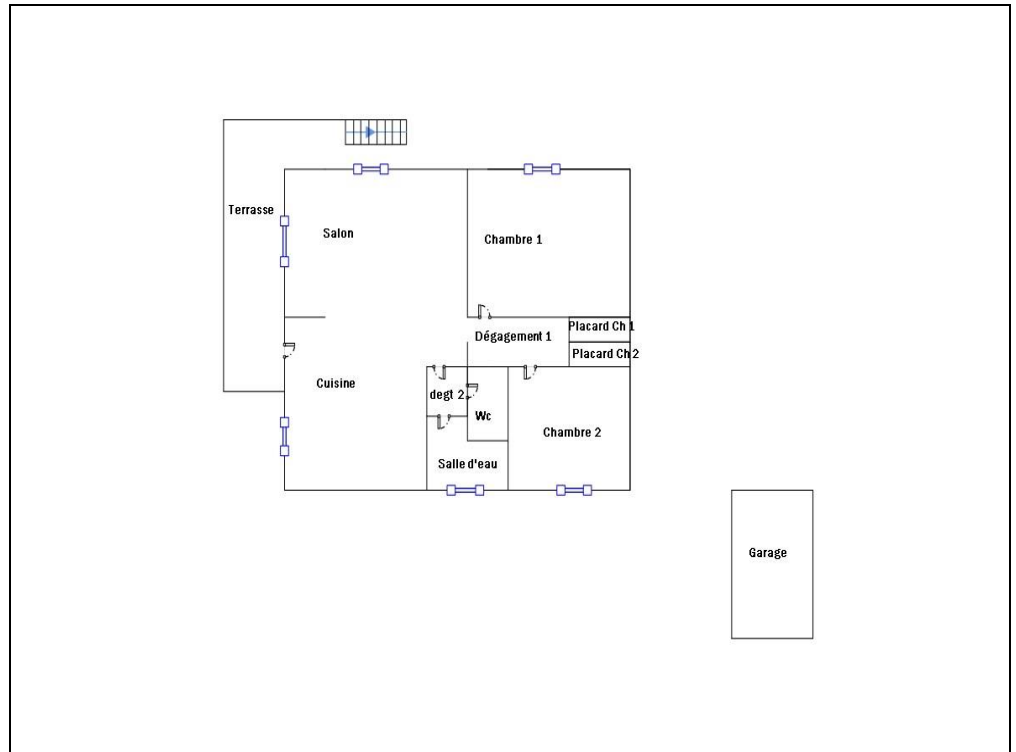 Terrasse
Salon
Chambre 1
Placard Ch 1
Dégagement 1
Placard Ch 2
Cuisine
degt 2
Wc
Chambre 2
Salle d'eau
Garage